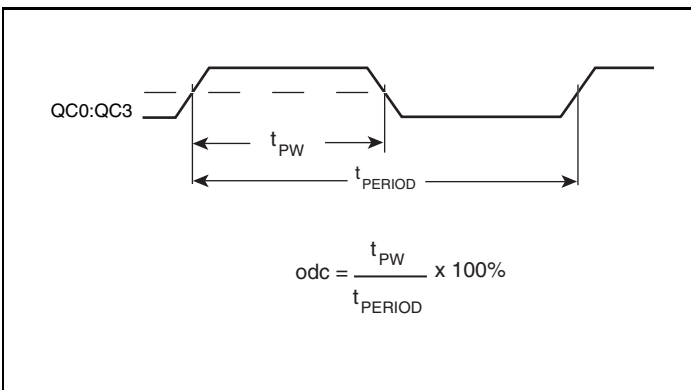 QC0:QC3
tPW
tPERIOD
odc = tPW / tPERIOD x 100%